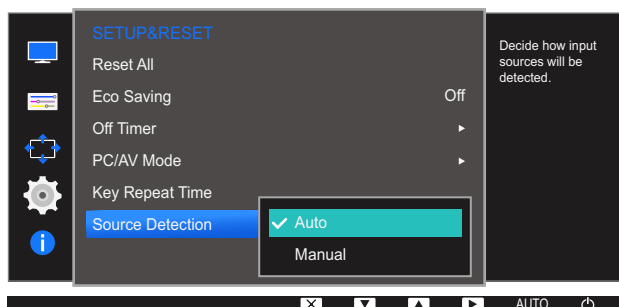 SETUP&RESET
Reset All
Eco Saving Off
Off Timer
PC/AV Mode
Key Repeat Time
Source Detection
Auto
Manual
Decide how input
sources will be
detected.
AUTO